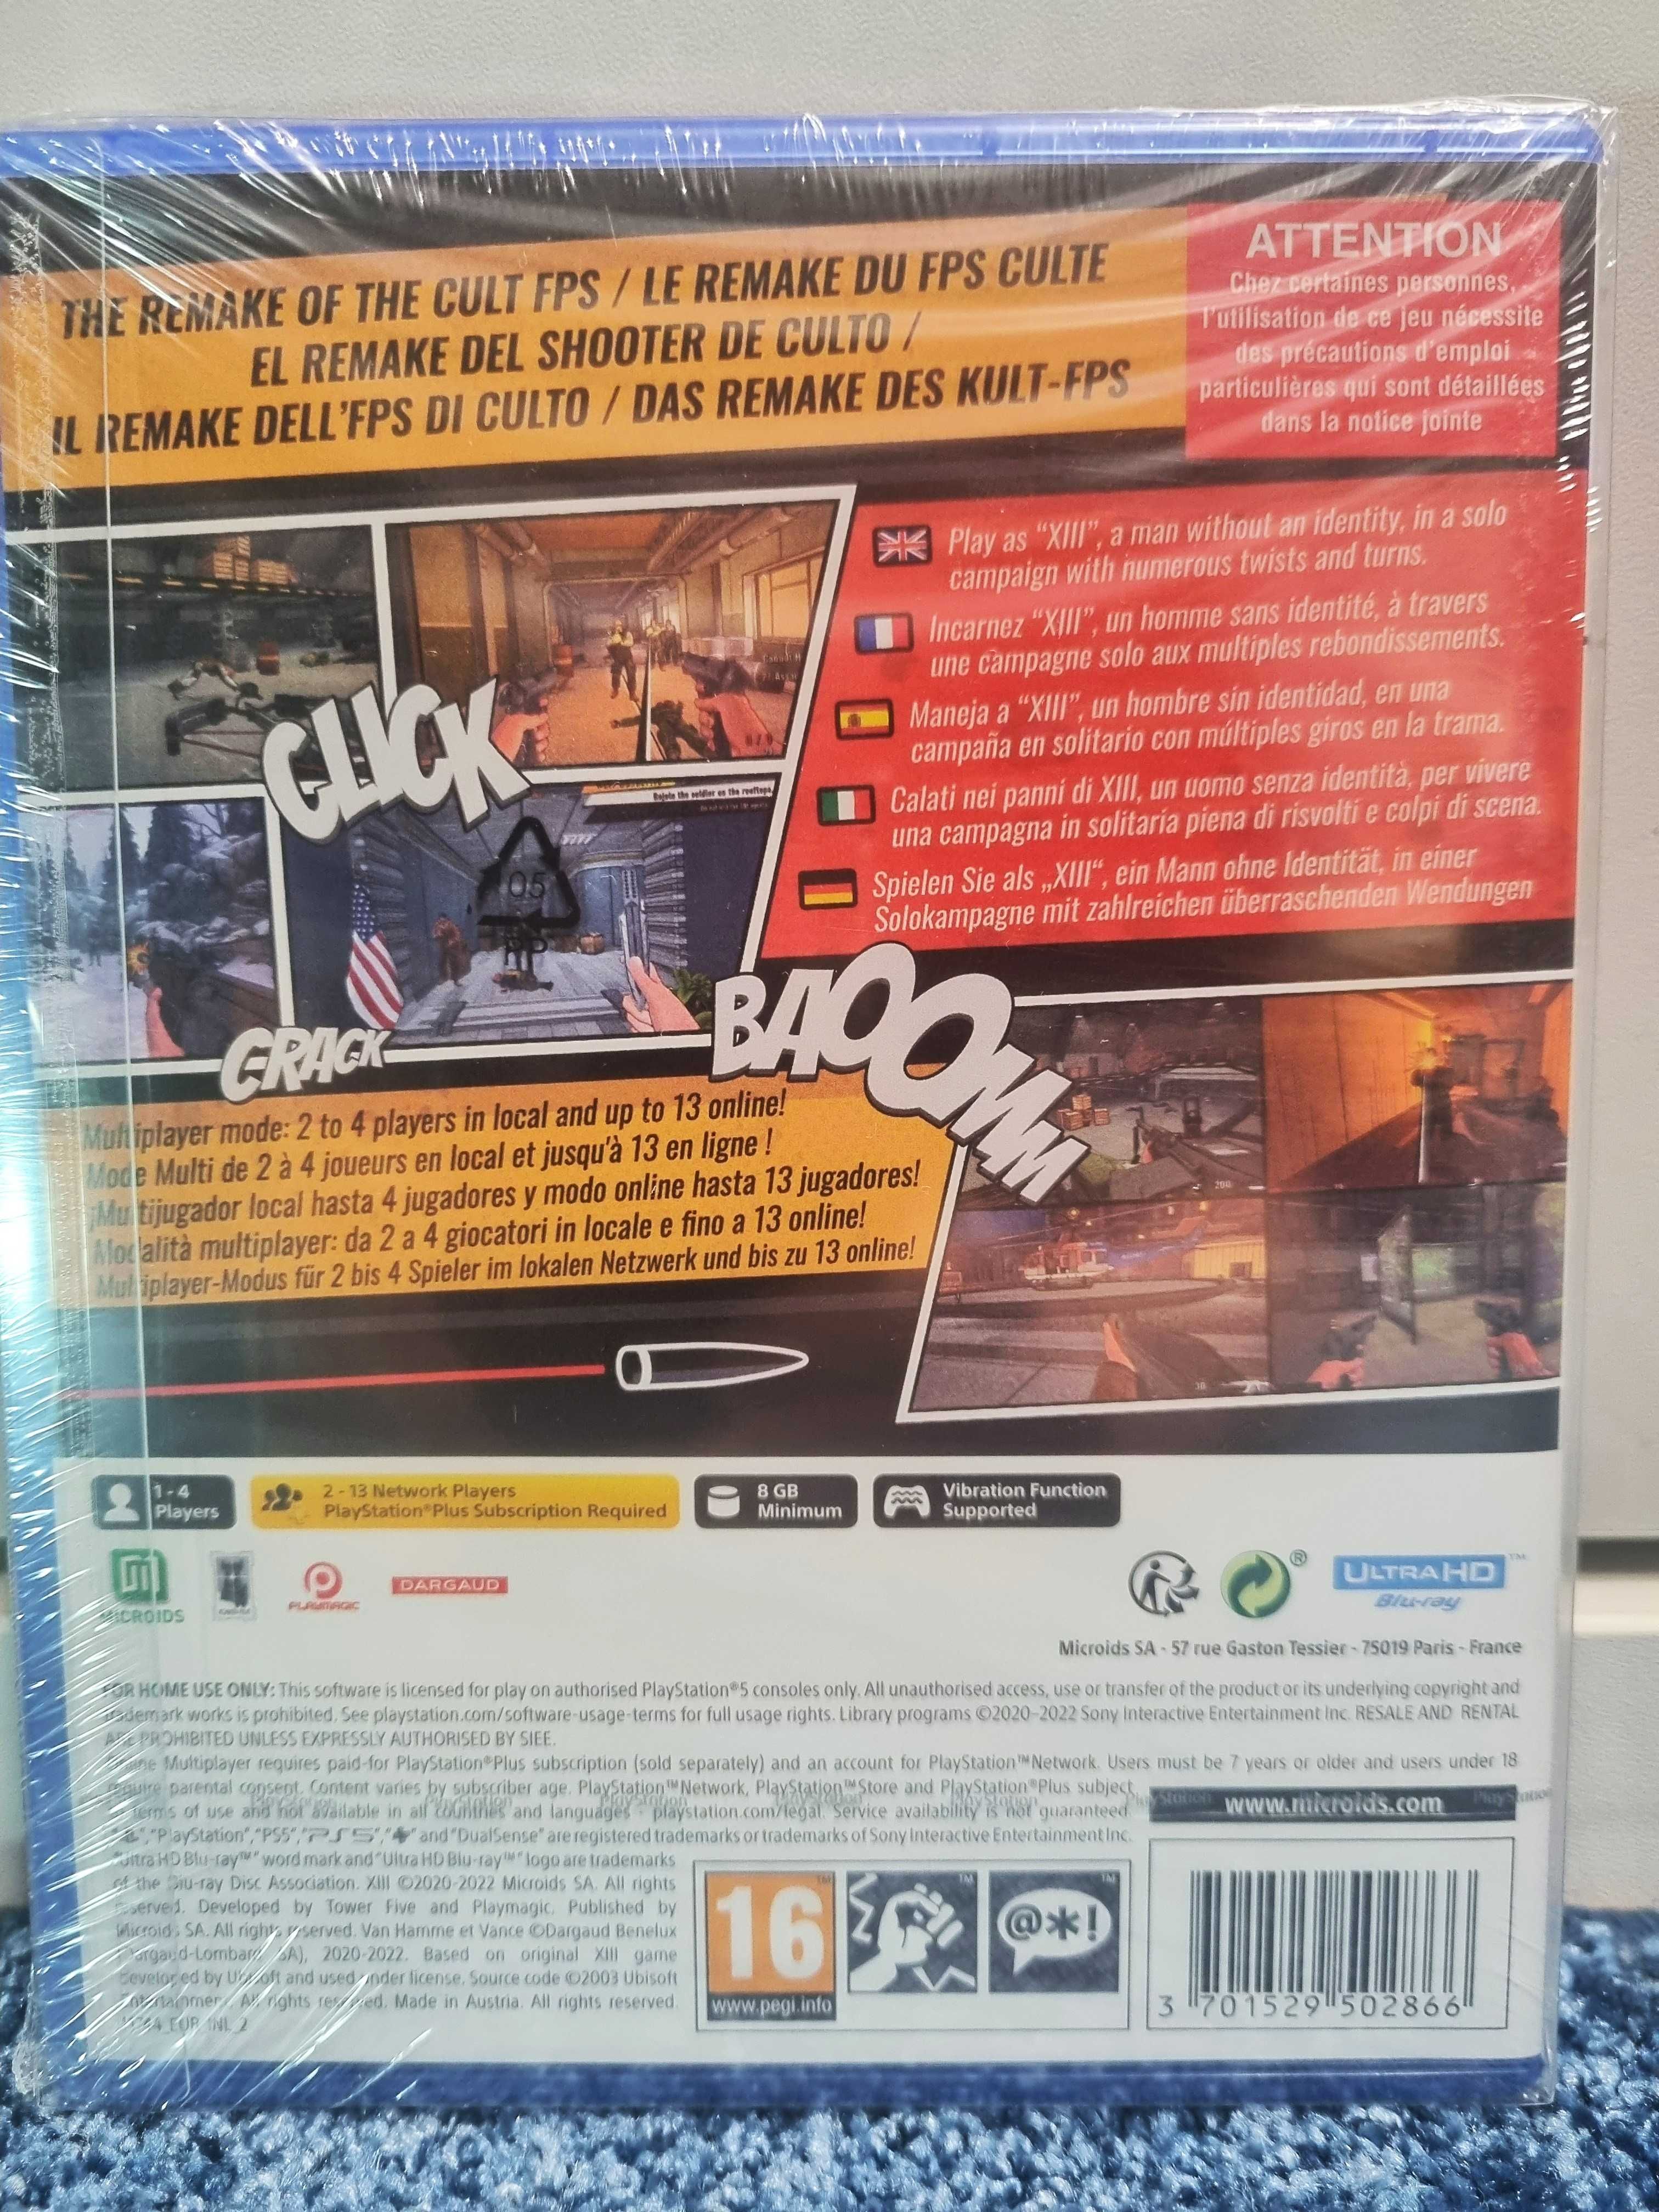 THE REMAKE OF THE CULT FPS / LE REMAKE DU FPS CULTE
EL REMAKE DEL SHOOTER DE CULTO /
IL REMAKE DELL'FPS DI CULTO / DAS REMAKE DES KULT-FPS
ATTENTION
Chez certaines personnes,
l'utilisation de ce jeu nécessite
des précautions d'emploi
particulières qui sont détaillées
dans la notice jointe
Play as "XIII", a man without an identity, in a solo
campaign with numerous twists and turns.
Incarnez "XIII", un homme sans identité, à travers
une campagne solo aux multiples rebondissements.
Maneja a "XIII", un hombre sin identidad, en una
campaña en solitario con múltiples giros en la trama.
Calati nei panni di XIII, un uomo senza identità, per vivere
una campagna in solitaria piena di risvolti e colpi di scena.
Spielen Sie als „XIII“, ein Mann ohne Identität, in einer
Solokampagne mit zahlreichen überraschenden Wendungen
CLICK
Rejoin the soldier on the rooftops.
05
PP
CRACK
BAOOMM
Multiplayer mode: 2 to 4 players in local and up to 13 online!
Mode Multi de 2 à 4 joueurs en local et jusqu'à 13 en ligne !
¡Multijugador local hasta 4 jugadores y modo online hasta 13 jugadores!
Modalità multiplayer: da 2 a 4 giocatori in locale e fino a 13 online!
Multiplayer-Modus für 2 bis 4 Spieler im lokalen Netzwerk und bis zu 13 online!
1 - 4
Players
2 - 13 Network Players
PlayStation®Plus Subscription Required
8 GB
Minimum
Vibration Function
Supported
MICROIDS
PLAYMAGIC
DARGAUD
®
ULTRA HD™
Blu-ray
Microids SA - 57 rue Gaston Tessier - 75019 Paris - France
FOR HOME USE ONLY: This software is licensed for play on authorised PlayStation®5 consoles only. All unauthorised access, use or transfer of the product or its underlying copyright and
trademark works is prohibited. See playstation.com/software-usage-terms for full usage rights. Library programs ©2020-2022 Sony Interactive Entertainment Inc. RESALE AND RENTAL
ARE PROHIBITED UNLESS EXPRESSLY AUTHORISED BY SIEE.
Online Multiplayer requires paid-for PlayStation®Plus subscription (sold separately) and an account for PlayStation™Network. Users must be 7 years or older and users under 18
require parental consent. Content varies by subscriber age. PlayStation™Network, PlayStation™Store and PlayStation®Plus subject
terms of use and not available in all countries and languages - playstation.com/legal. Service availability is not guaranteed.
"PlayStation", "PS5", "PS5", and "DualSense" are registered trademarks or trademarks of Sony Interactive Entertainment Inc.
"Ultra HD Blu-ray™" word mark and "Ultra HD Blu-ray™" logo are trademarks
of the Blu-ray Disc Association. XIII ©2020-2022 Microids SA. All rights
reserved. Developed by Tower Five and Playmagic. Published by
Microids SA. All rights reserved. Van Hamme et Vance ©Dargaud Benelux
(Dargaud-Lombard SA), 2020-2022. Based on original XIII game
developed by Ubisoft and used under license. Source code ©2003 Ubisoft
Entertainment. All rights reserved. Made in Austria. All rights reserved.
www.microids.com
16
www.pegi.info
@*!
3 701529 502866